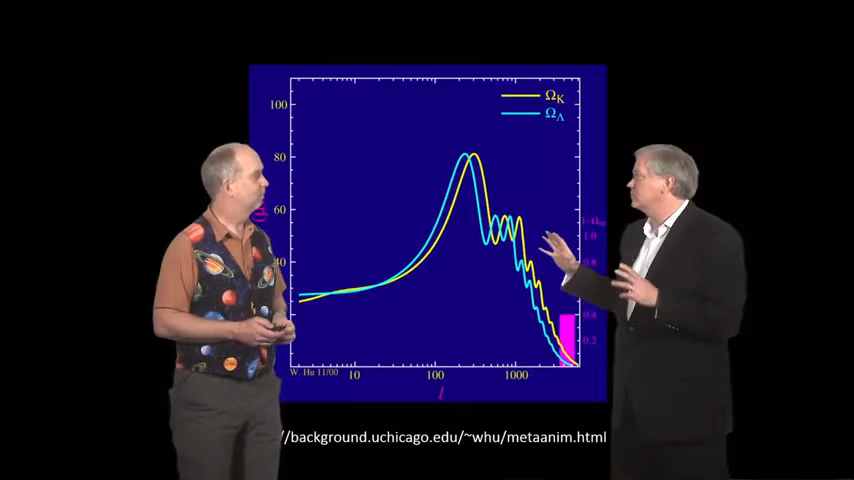 100
Ω_K
Ω_Λ
80
60
1-Ω
1.0
40
0.8
0.4
0.2
W. Hu 11/00
10
100
1000
l
//background.uchicago.edu/~whu/metaanim.html